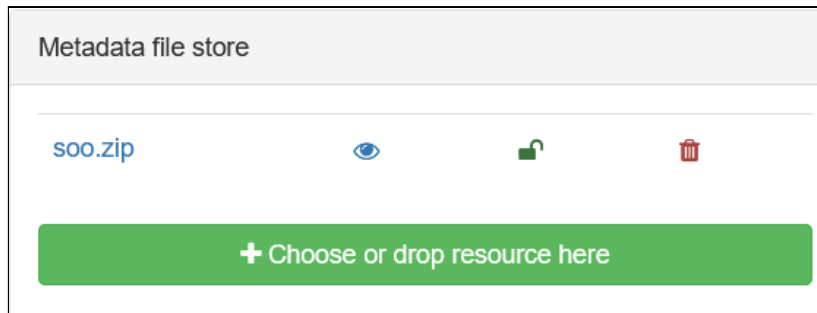 Metadata file store
soo.zip
Choose or drop resource here